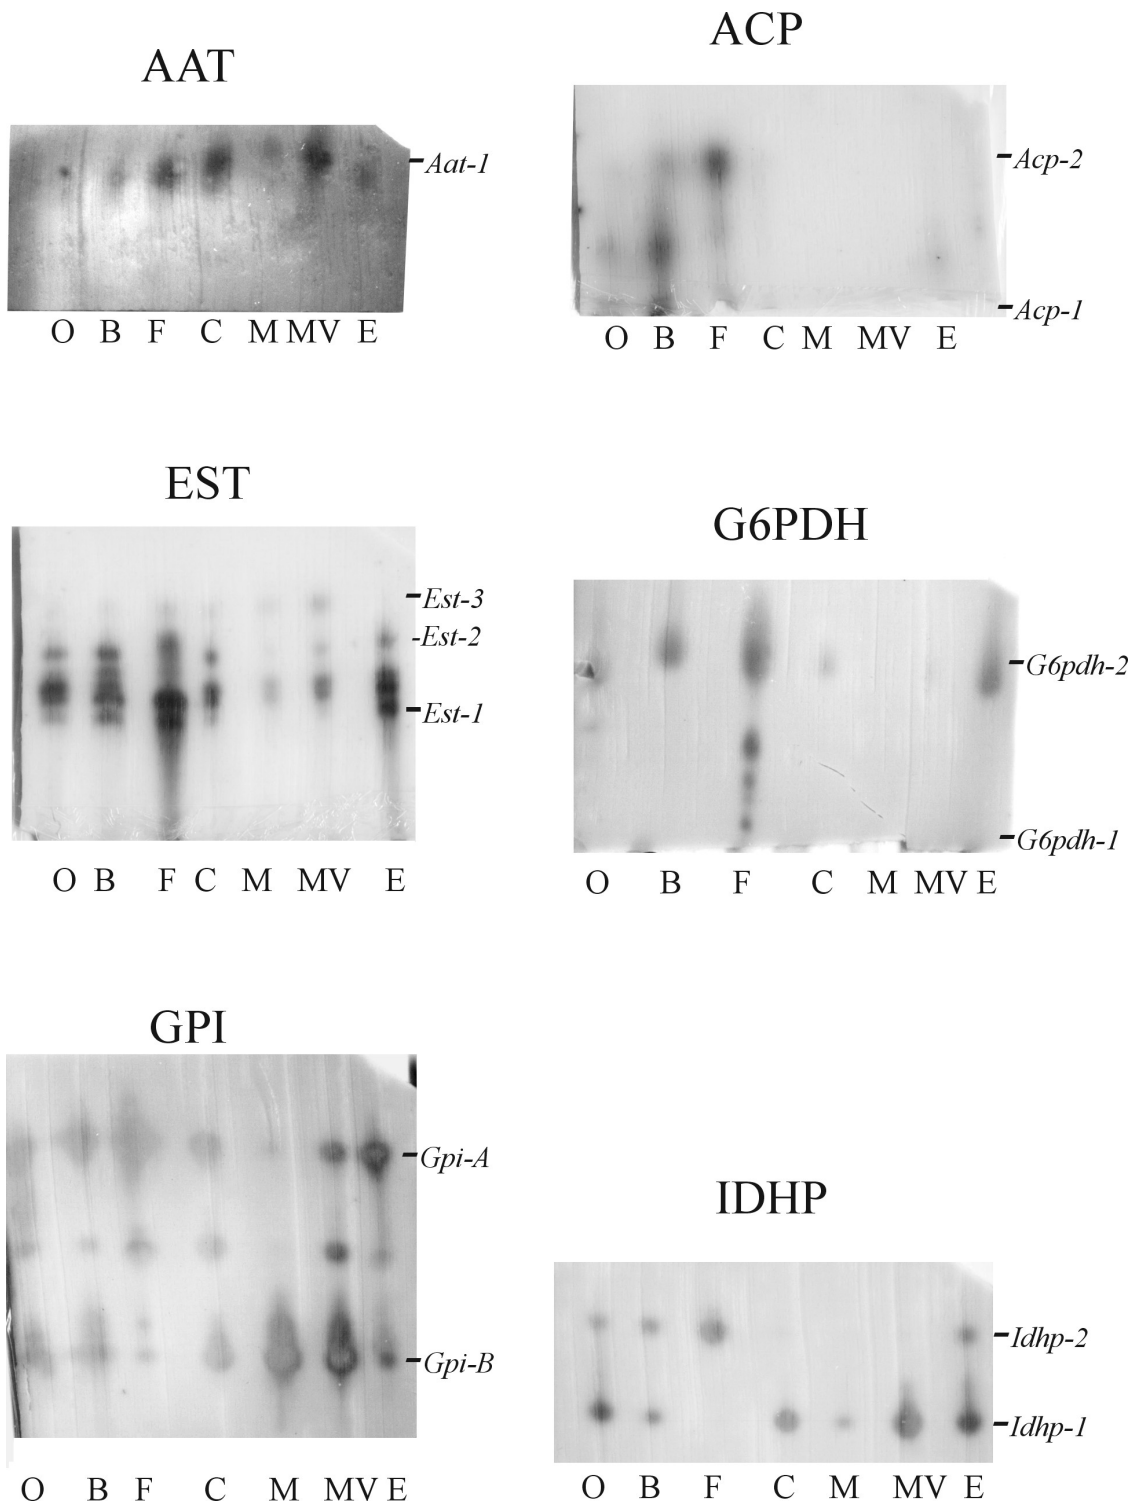 AAT
Aat-1
O B F C M MV E
ACP
Acp-2
Acp-1
O B F C M MV E
EST
Est-3
Est-2
Est-1
O B F C M MV E
G6PDH
G6pdh-2
G6pdh-1
O B F C M MV E
GPI
Gpi-A
Gpi-B
O B F C M MV E
IDHP
Idhp-2
Idhp-1
O B F C M MV E